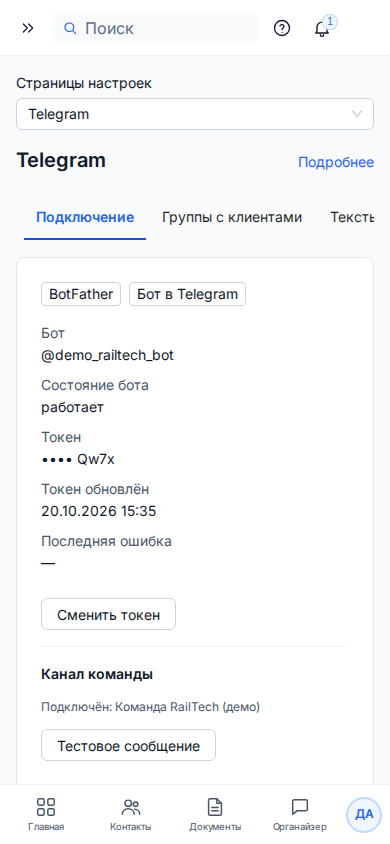 Поиск
1
Страницы настроек
Telegram
Telegram
Подробнее
Подключение
Группы с клиентами
Тексты
BotFather
Бот в Telegram
Бот
@demo_railtech_bot
Состояние бота
работает
Токен
•••• Qw7x
Токен обновлён
20.10.2026 15:35
Последняя ошибка
—
Сменить токен
Канал команды
Подключён: Команда RailTech (демо)
Тестовое сообщение
Главная
Контакты
Документы
Органайзер
ДА